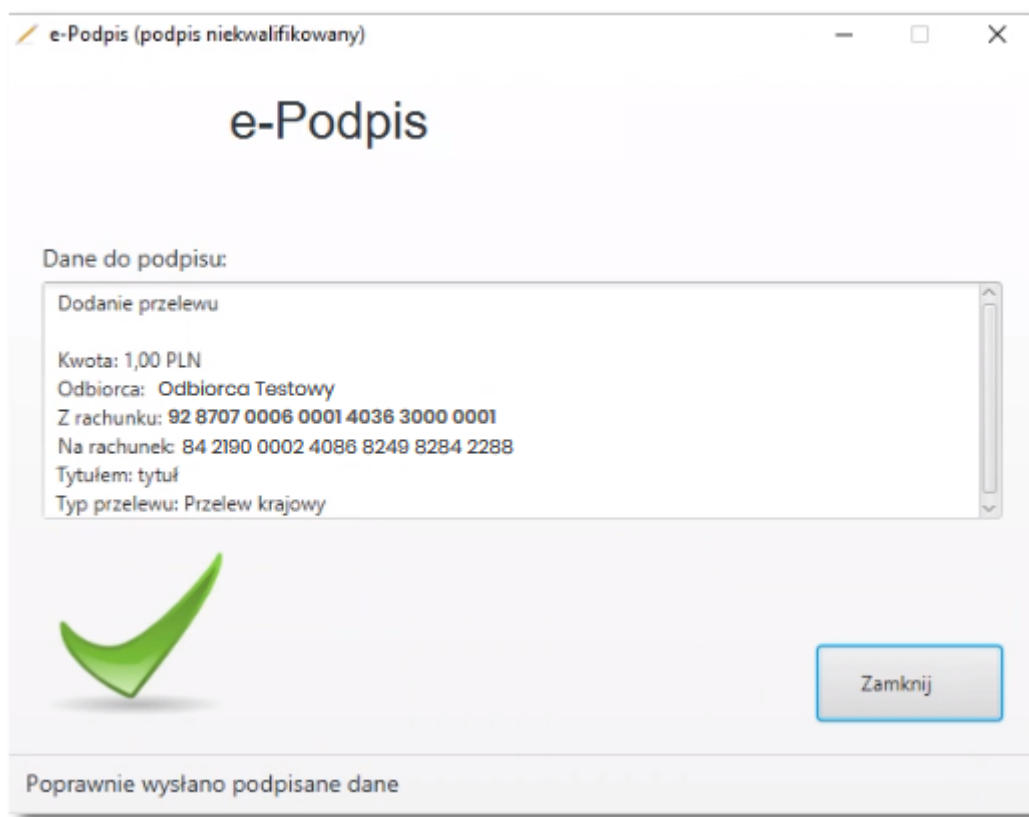 e-Podpis (podpis niekwalifikowany)
e-Podpis
Dane do podpisu:
Dodanie przelewu
Kwota: 1,00 PLN
Odbiorca: Odbiorca Testowy
Z rachunku: 92 8707 0006 0001 4036 3000 0001
Na rachunek: 84 2190 0002 4086 8249 8284 2288
Tytułem: tytuł
Typ przelewu: Przelew krajowy
Zamknij
Poprawnie wysłano podpisane dane